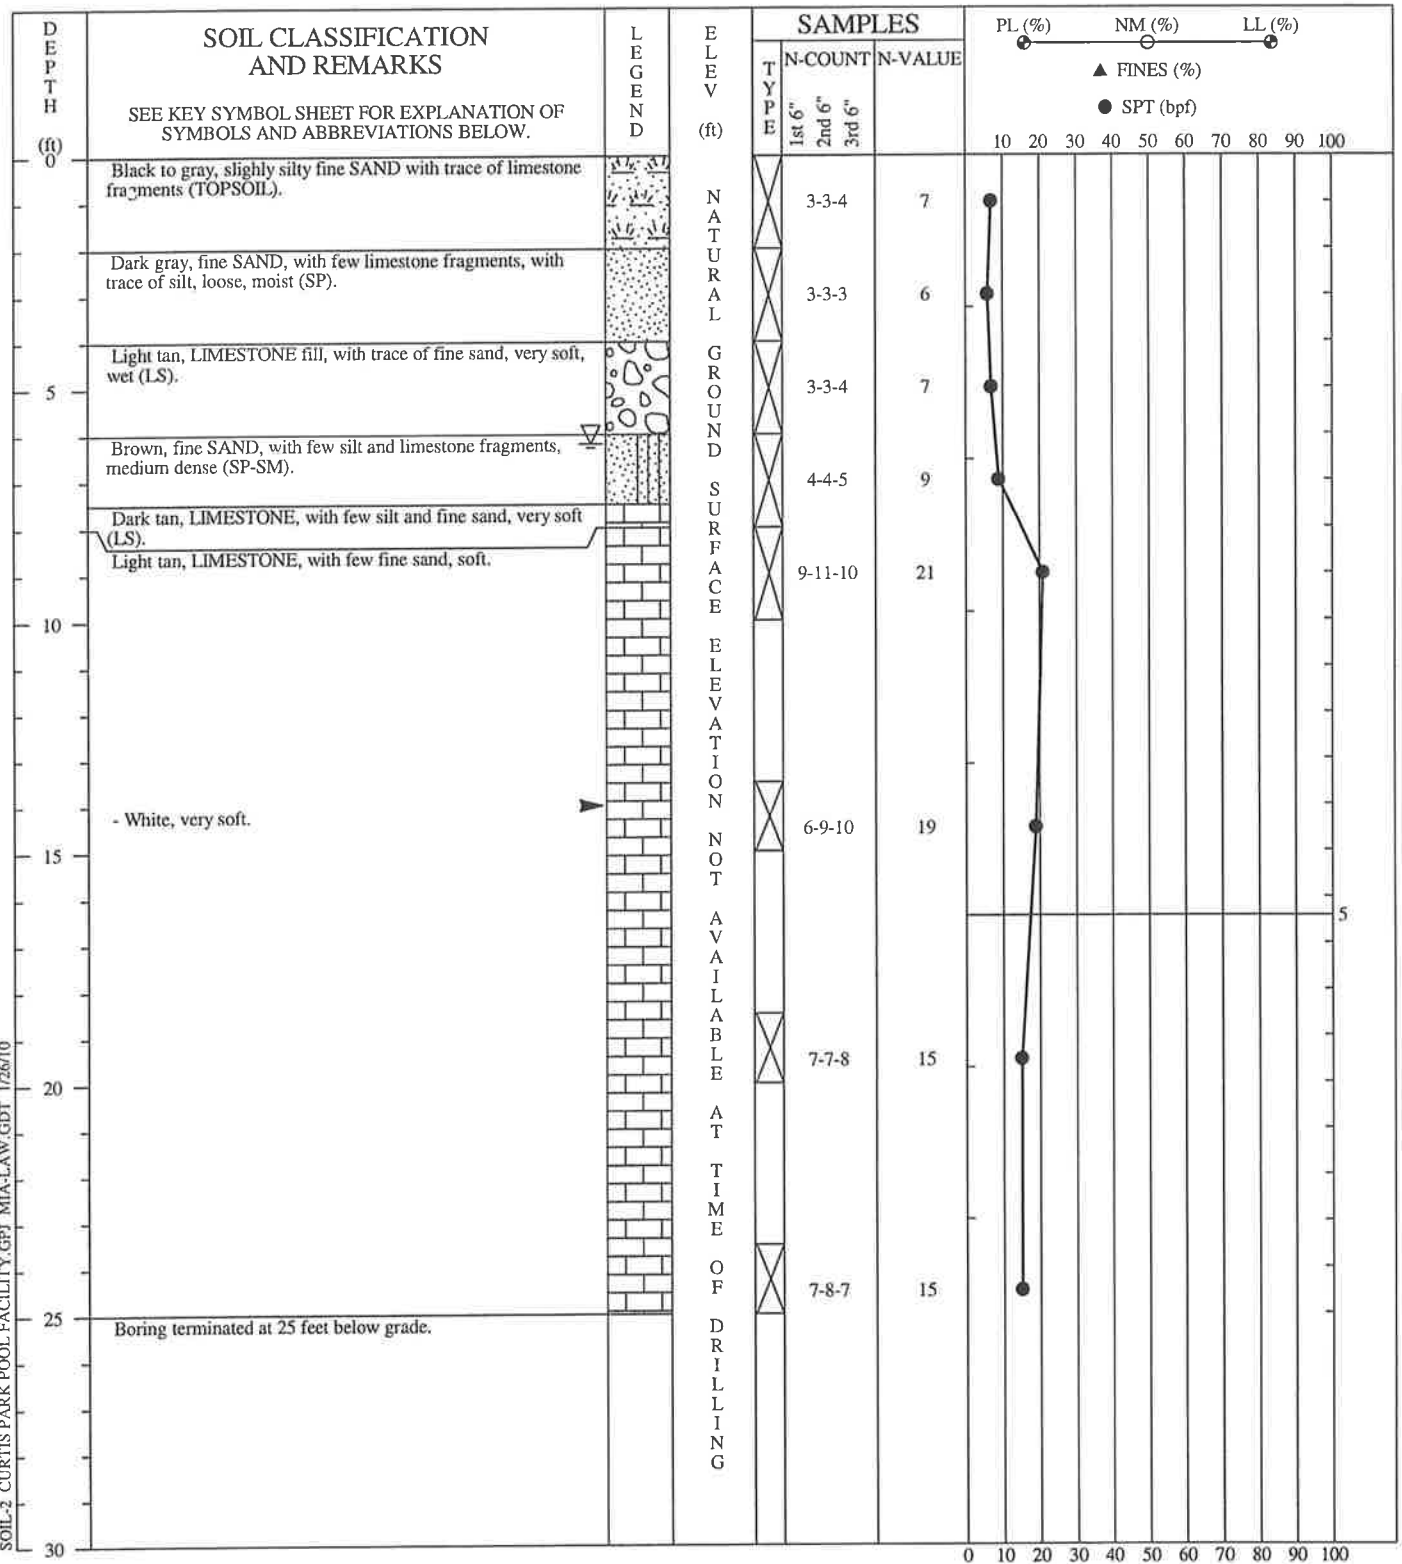 DEPTH
(ft)
SOIL CLASSIFICATION
AND REMARKS
SEE KEY SYMBOL SHEET FOR EXPLANATION OF
SYMBOLS AND ABBREVIATIONS BELOW.
LEGEND
ELEV
(ft)
SAMPLES
TYPE
N-COUNT
1st 6"
2nd 6"
3rd 6"
N-VALUE
PL (%)
NM (%)
LL (%)
▲ FINES (%)
● SPT (bpf)
10 20 30 40 50 60 70 80 90 100
0
Black to gray, slighly silty fine SAND with trace of limestone
fragments (TOPSOIL).
3-3-4 7
Dark gray, fine SAND, with few limestone fragments, with
trace of silt, loose, moist (SP).
3-3-3 6
Light tan, LIMESTONE fill, with trace of fine sand, very soft,
wet (LS).
5
3-3-4 7
Brown, fine SAND, with few silt and limestone fragments,
medium dense (SP-SM).
4-4-5 9
Dark tan, LIMESTONE, with few silt and fine sand, very soft
(LS).
Light tan, LIMESTONE, with few fine sand, soft.
9-11-10 21
10
- White, very soft.
6-9-10 19
15
5
7-7-8 15
20
7-8-7 15
25
Boring terminated at 25 feet below grade.
30
0 10 20 30 40 50 60 70 80 90 100
NATURAL GROUND SURFACE ELEVATION NOT AVAILABLE AT TIME OF DRILLING
SOIL-2 CURTIS PARK POOL FACILITY.GPJ MIA-LAW.GDT 1/26/10